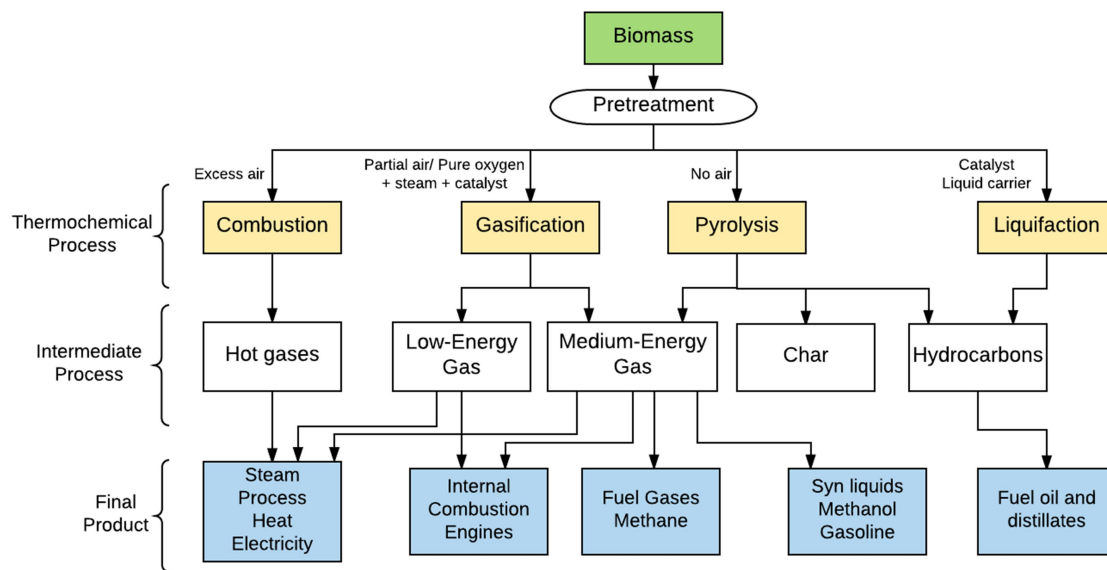 Biomass
Pretreatment
Excess air
Partial air/ Pure oxygen
+ steam + catalyst
No air
Catalyst
Liquid carrier
Thermochemical
Process
Combustion
Gasification
Pyrolysis
Liquifaction
Intermediate
Process
Hot gases
Low-Energy
Gas
Medium-Energy
Gas
Char
Hydrocarbons
Final
Product
Steam
Process
Heat
Electricity
Internal
Combustion
Engines
Fuel Gases
Methane
Syn liquids
Methanol
Gasoline
Fuel oil and
distillates